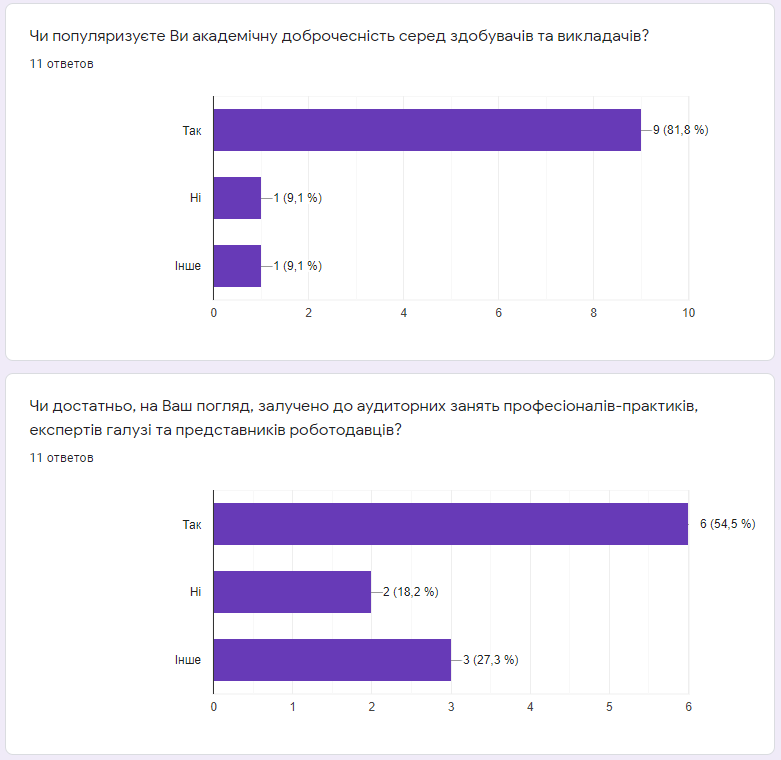 Чи популяризуєте Ви академічну доброчесність серед здобувачів та викладачів?
11 ответов
Так
9 (81,8 %)
Ні
1 (9,1 %)
Інше
1 (9,1 %)
0 2 4 6 8 10
Чи достатньо, на Ваш погляд, залучено до аудиторних занять професіоналів-практиків,
експертів галузі та представників роботодавців?
11 ответов
Так
6 (54,5 %)
Ні
2 (18,2 %)
Інше
3 (27,3 %)
0 1 2 3 4 5 6